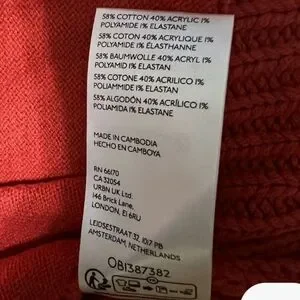 58% COTTON 40% ACRYLIC 1%
POLYAMIDE 1% ELASTANE
58% COTON 40% ACRYLIQUE 1%
POLYAMIDE 1% ÉLASTHANNE
58% BAUMWOLLE 40% ACRYL 1%
POLYAMID 1% ELASTAN
58% COTONE 40% ACRILICO 1%
POLIAMMIDE 1% ELASTAN
58% ALGODÓN 40% ACRÍLICO 1%
POLIAMIDA 1% ELASTANO
MADE IN CAMBODIA
HECHO EN CAMBOYA
RN 66170
CA 32054
URBN UK Ltd.
146 Brick Lane,
LONDON, E1 6RU
LEIDSESTRAAT 32, 1017 PB
AMSTERDAM, NETHERLANDS
OB1387382